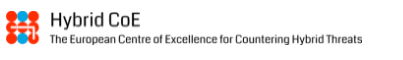 Hybrid CoE
The European Centre of Excellence for Countering Hybrid Threats